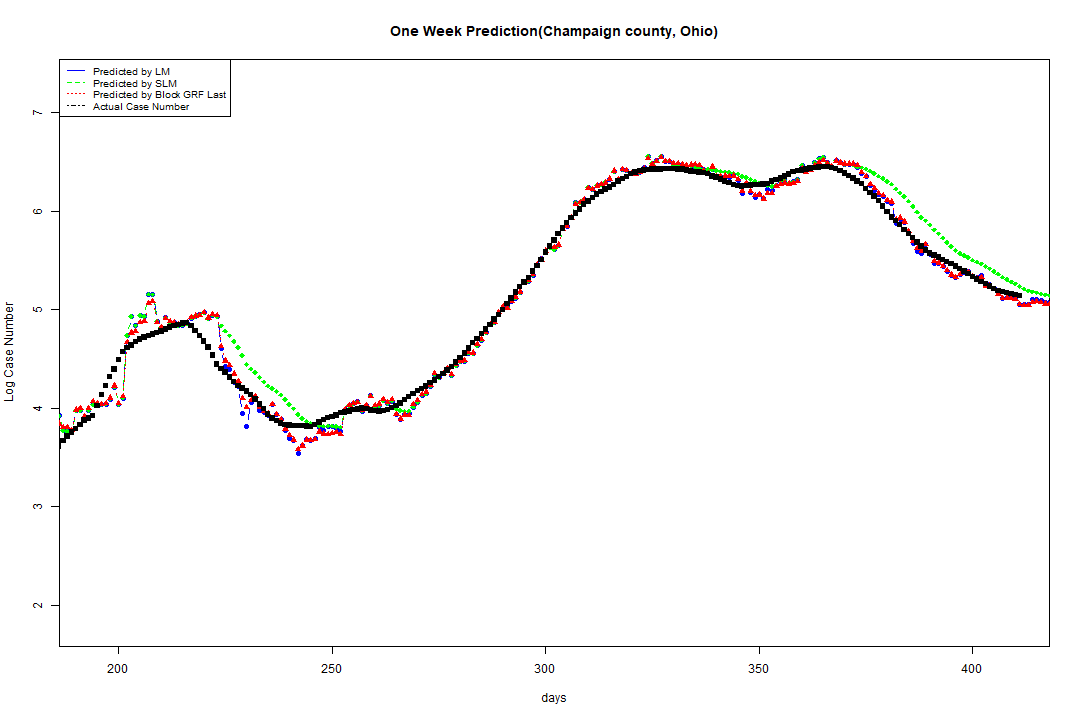 One Week Prediction(Champaign county, Ohio)
Predicted by LM
Predicted by SLM
Predicted by Block GRF Last
Actual Case Number
Log Case Number
7
6
5
4
3
2
200 250 300 350 400
days